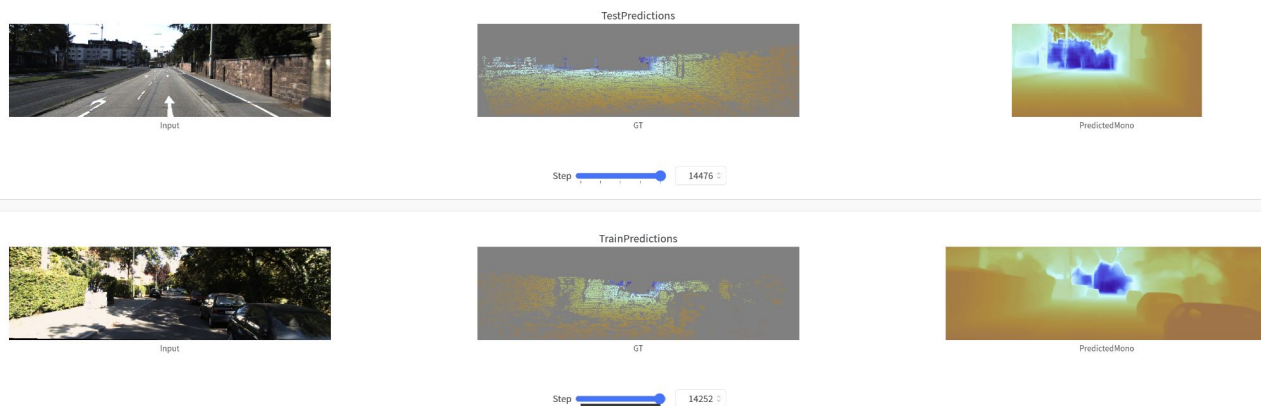 TestPredictions
Input
GT
PredictedMono
Step 14476
TrainPredictions
Input
GT
PredictedMono
Step 14252